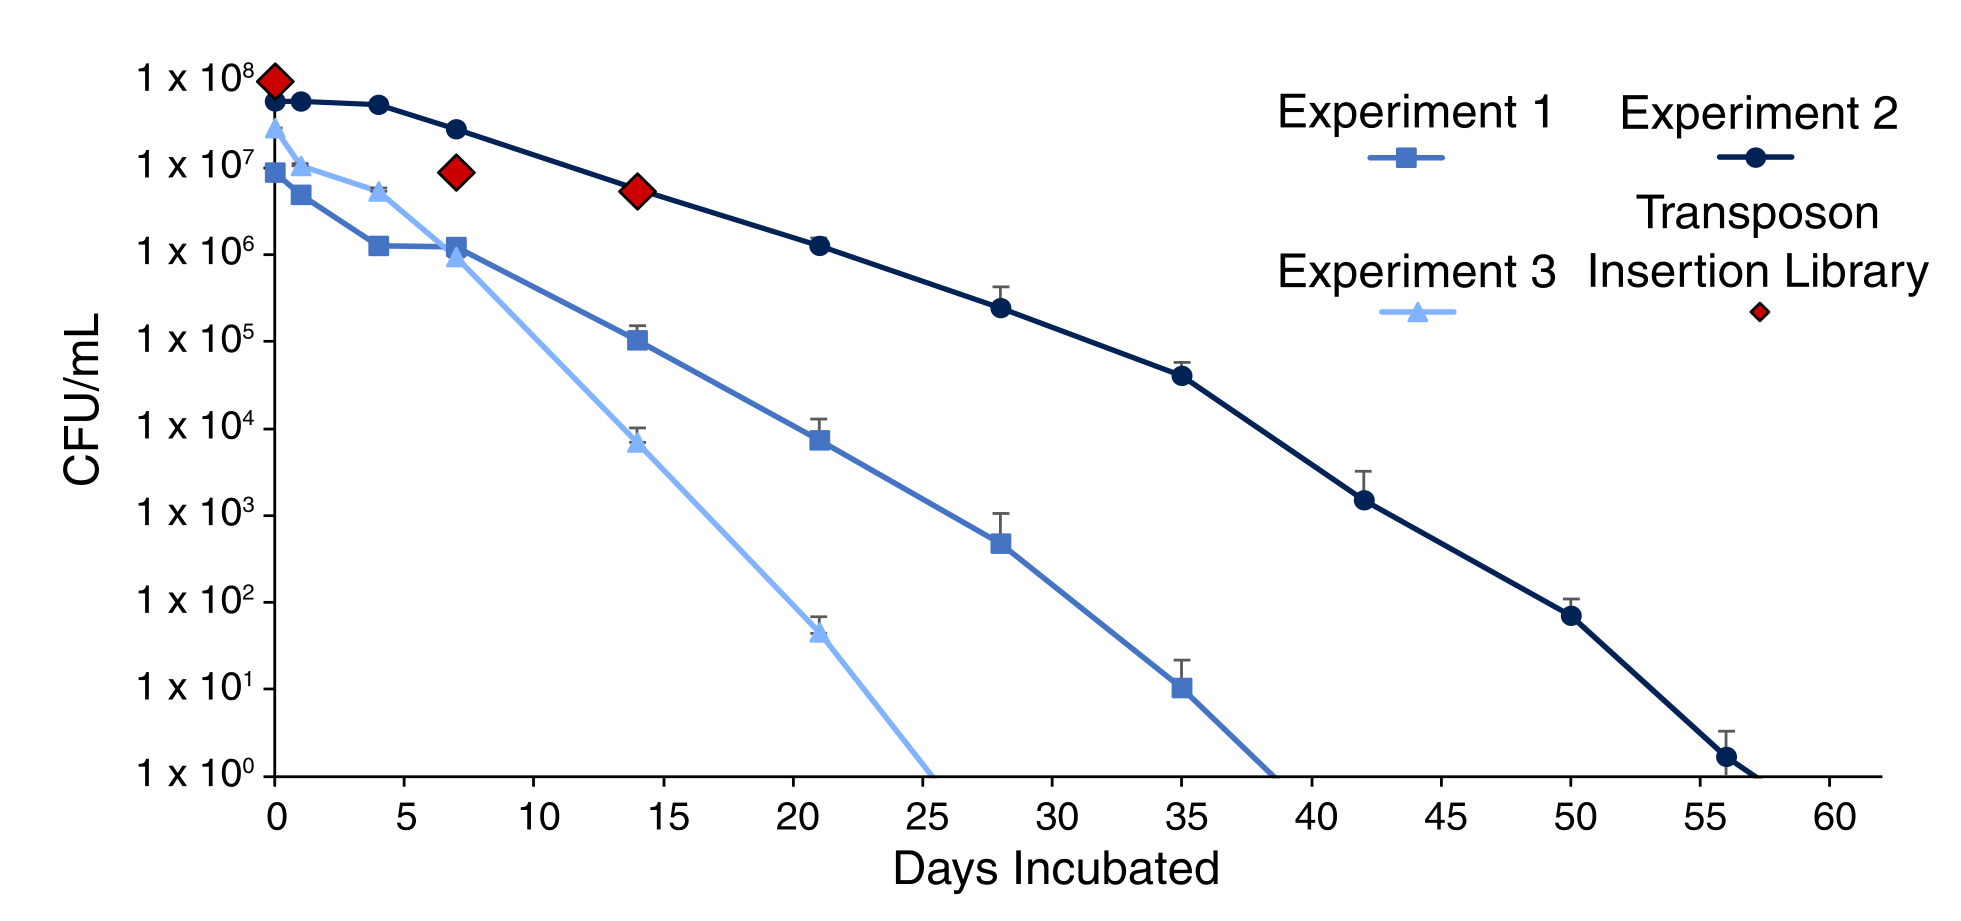 1 x 10⁸
1 x 10⁷
1 x 10⁶
1 x 10⁵
1 x 10⁴
1 x 10³
1 x 10²
1 x 10¹
1 x 10⁰
CFU/mL
Experiment 1
Experiment 2
Experiment 3
Transposon
Insertion Library
0 5 10 15 20 25 30 35 40 45 50 55 60
Days Incubated